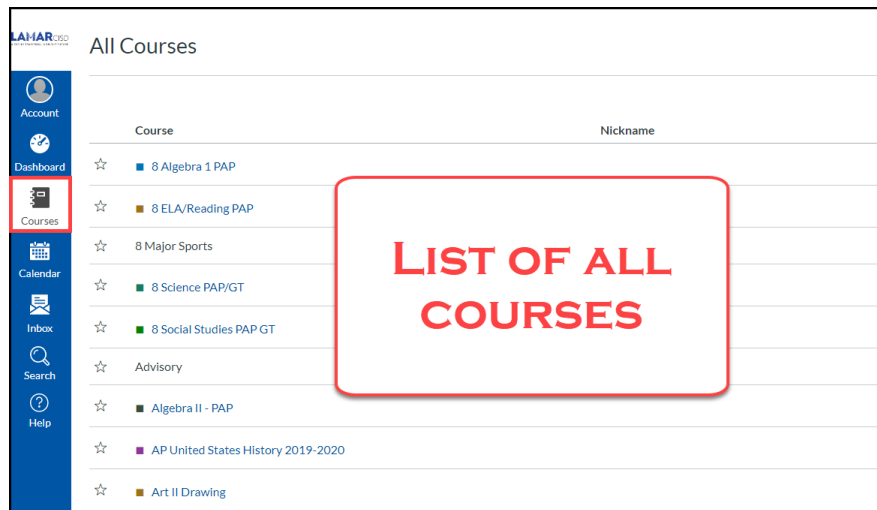 LAMAR CISD
All Courses
Account
Dashboard
Courses
Calendar
Inbox
Search
Help
Course
Nickname
8 Algebra 1 PAP
8 ELA/Reading PAP
8 Major Sports
8 Science PAP/GT
8 Social Studies PAP GT
Advisory
Algebra II - PAP
AP United States History 2019-2020
Art II Drawing
LIST OF ALL
COURSES